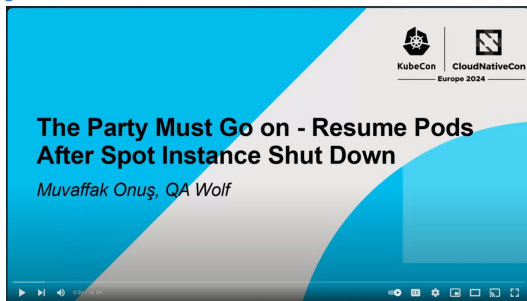 KubeCon
CloudNativeCon
Europe 2024
The Party Must Go on - Resume Pods
After Spot Instance Shut Down
Muvaffak Onuş, QA Wolf